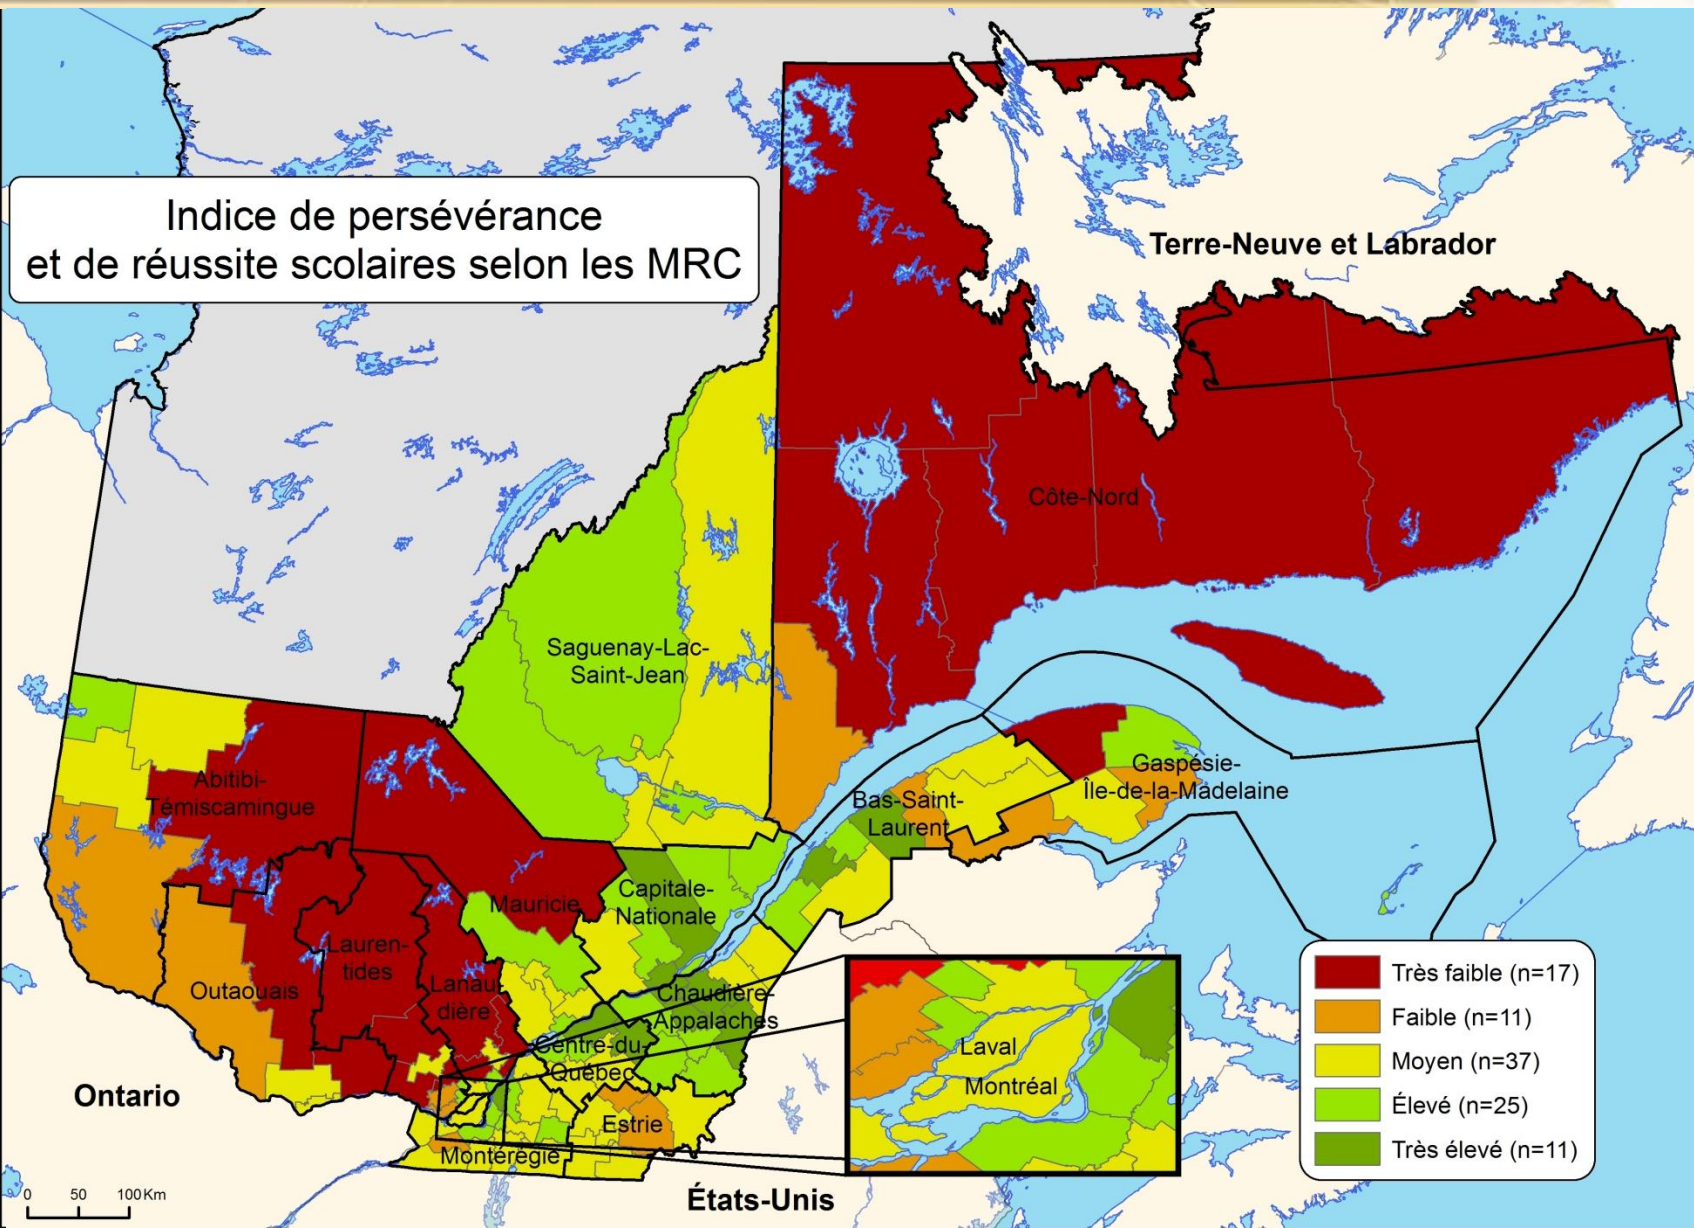 Indice de persévérance
et de réussite scolaires selon les MRC
Terre-Neuve et Labrador
Côte-Nord
Saguenay-Lac-
Saint-Jean
Abitibi-
Témiscamingue
Gaspésie-
Île-de-la-Madelaine
Bas-Saint-
Laurent
Capitale-
Nationale
Mauricie
Lauren-
tides
Outaouais
Lanau-
dière
Chaudière-
Appalaches
Centre-du-
Québec
Laval
Montréal
Ontario
Estrie
Montérégie
États-Unis
Très faible (n=17)
Faible (n=11)
Moyen (n=37)
Élevé (n=25)
Très élevé (n=11)
0 50 100 Km